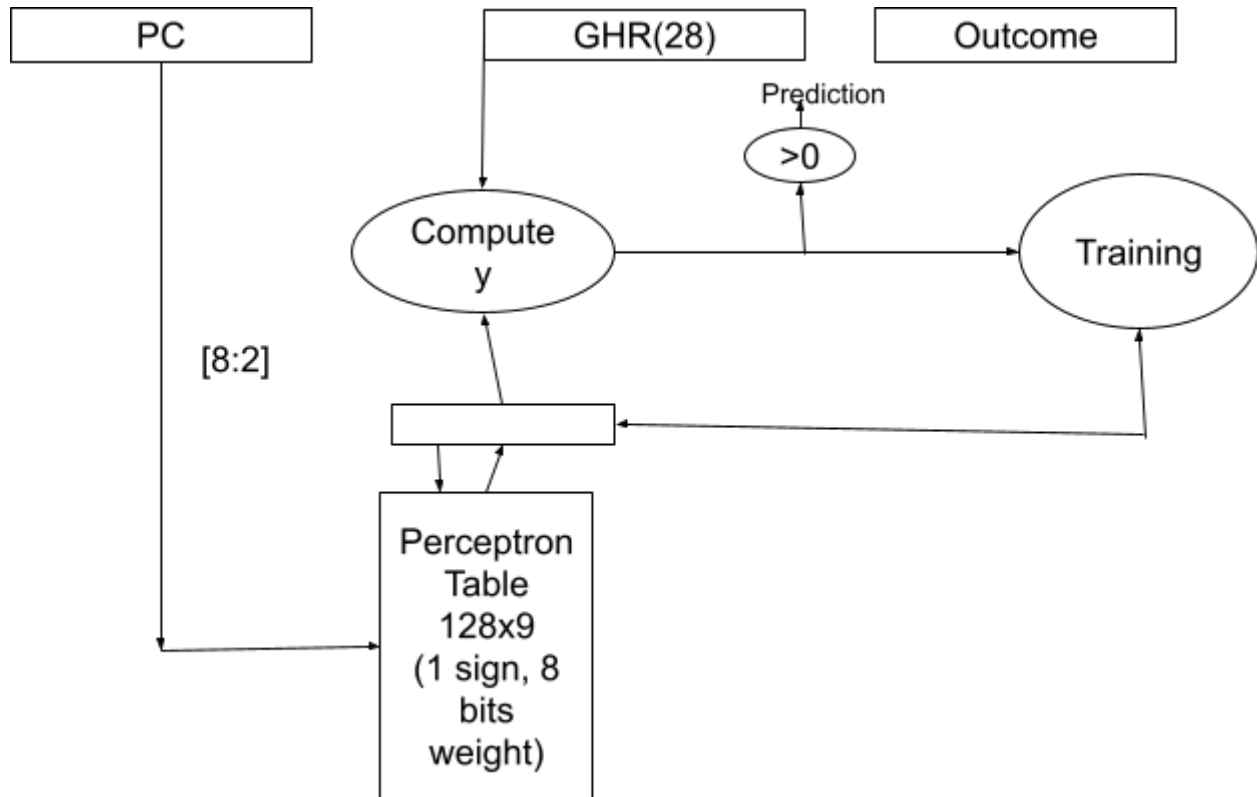 PC
GHR(28)
Outcome
Prediction
>0
Compute
y
Training
[8:2]
Perceptron
Table
128x9
(1 sign, 8
bits
weight)